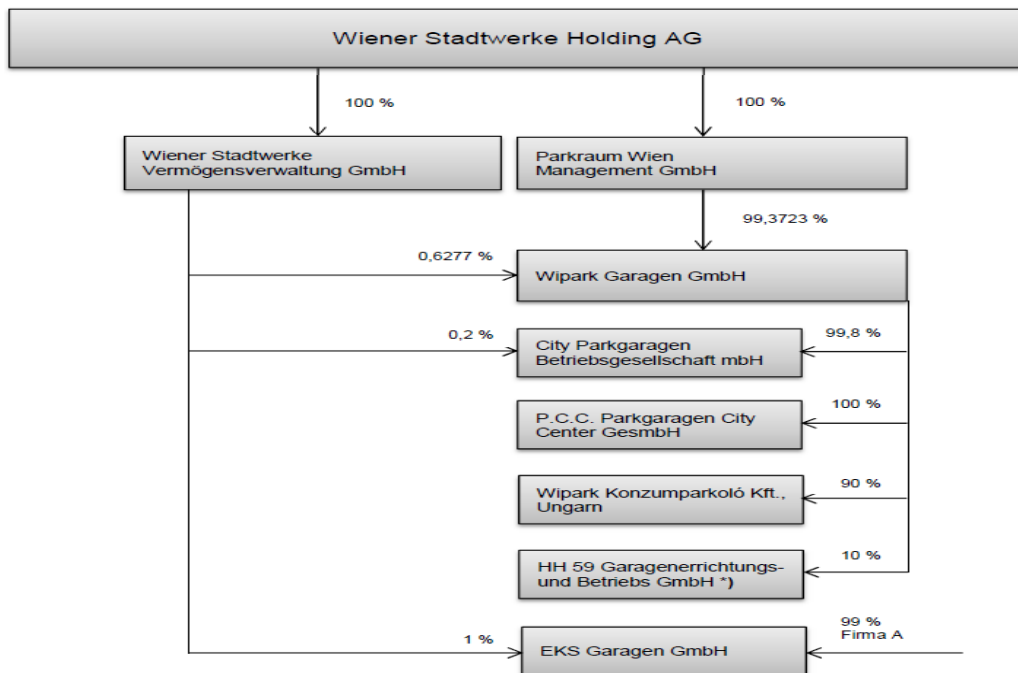 Wiener Stadtwerke Holding AG
100 %
100 %
Wiener Stadtwerke
Vermögensverwaltung GmbH
Parkraum Wien
Management GmbH
99,3723 %
0,6277 %
Wipark Garagen GmbH
0,2 %
City Parkgaragen
Betriebsgesellschaft mbH
99,8 %
P.C.C. Parkgaragen City
Center GesmbH
100 %
Wipark Konzumparkoló Kft.,
Ungarn
90 %
HH 59 Garagenerrichtungs-
und Betriebs GmbH *)
10 %
1 %
EKS Garagen GmbH
99 %
Firma A